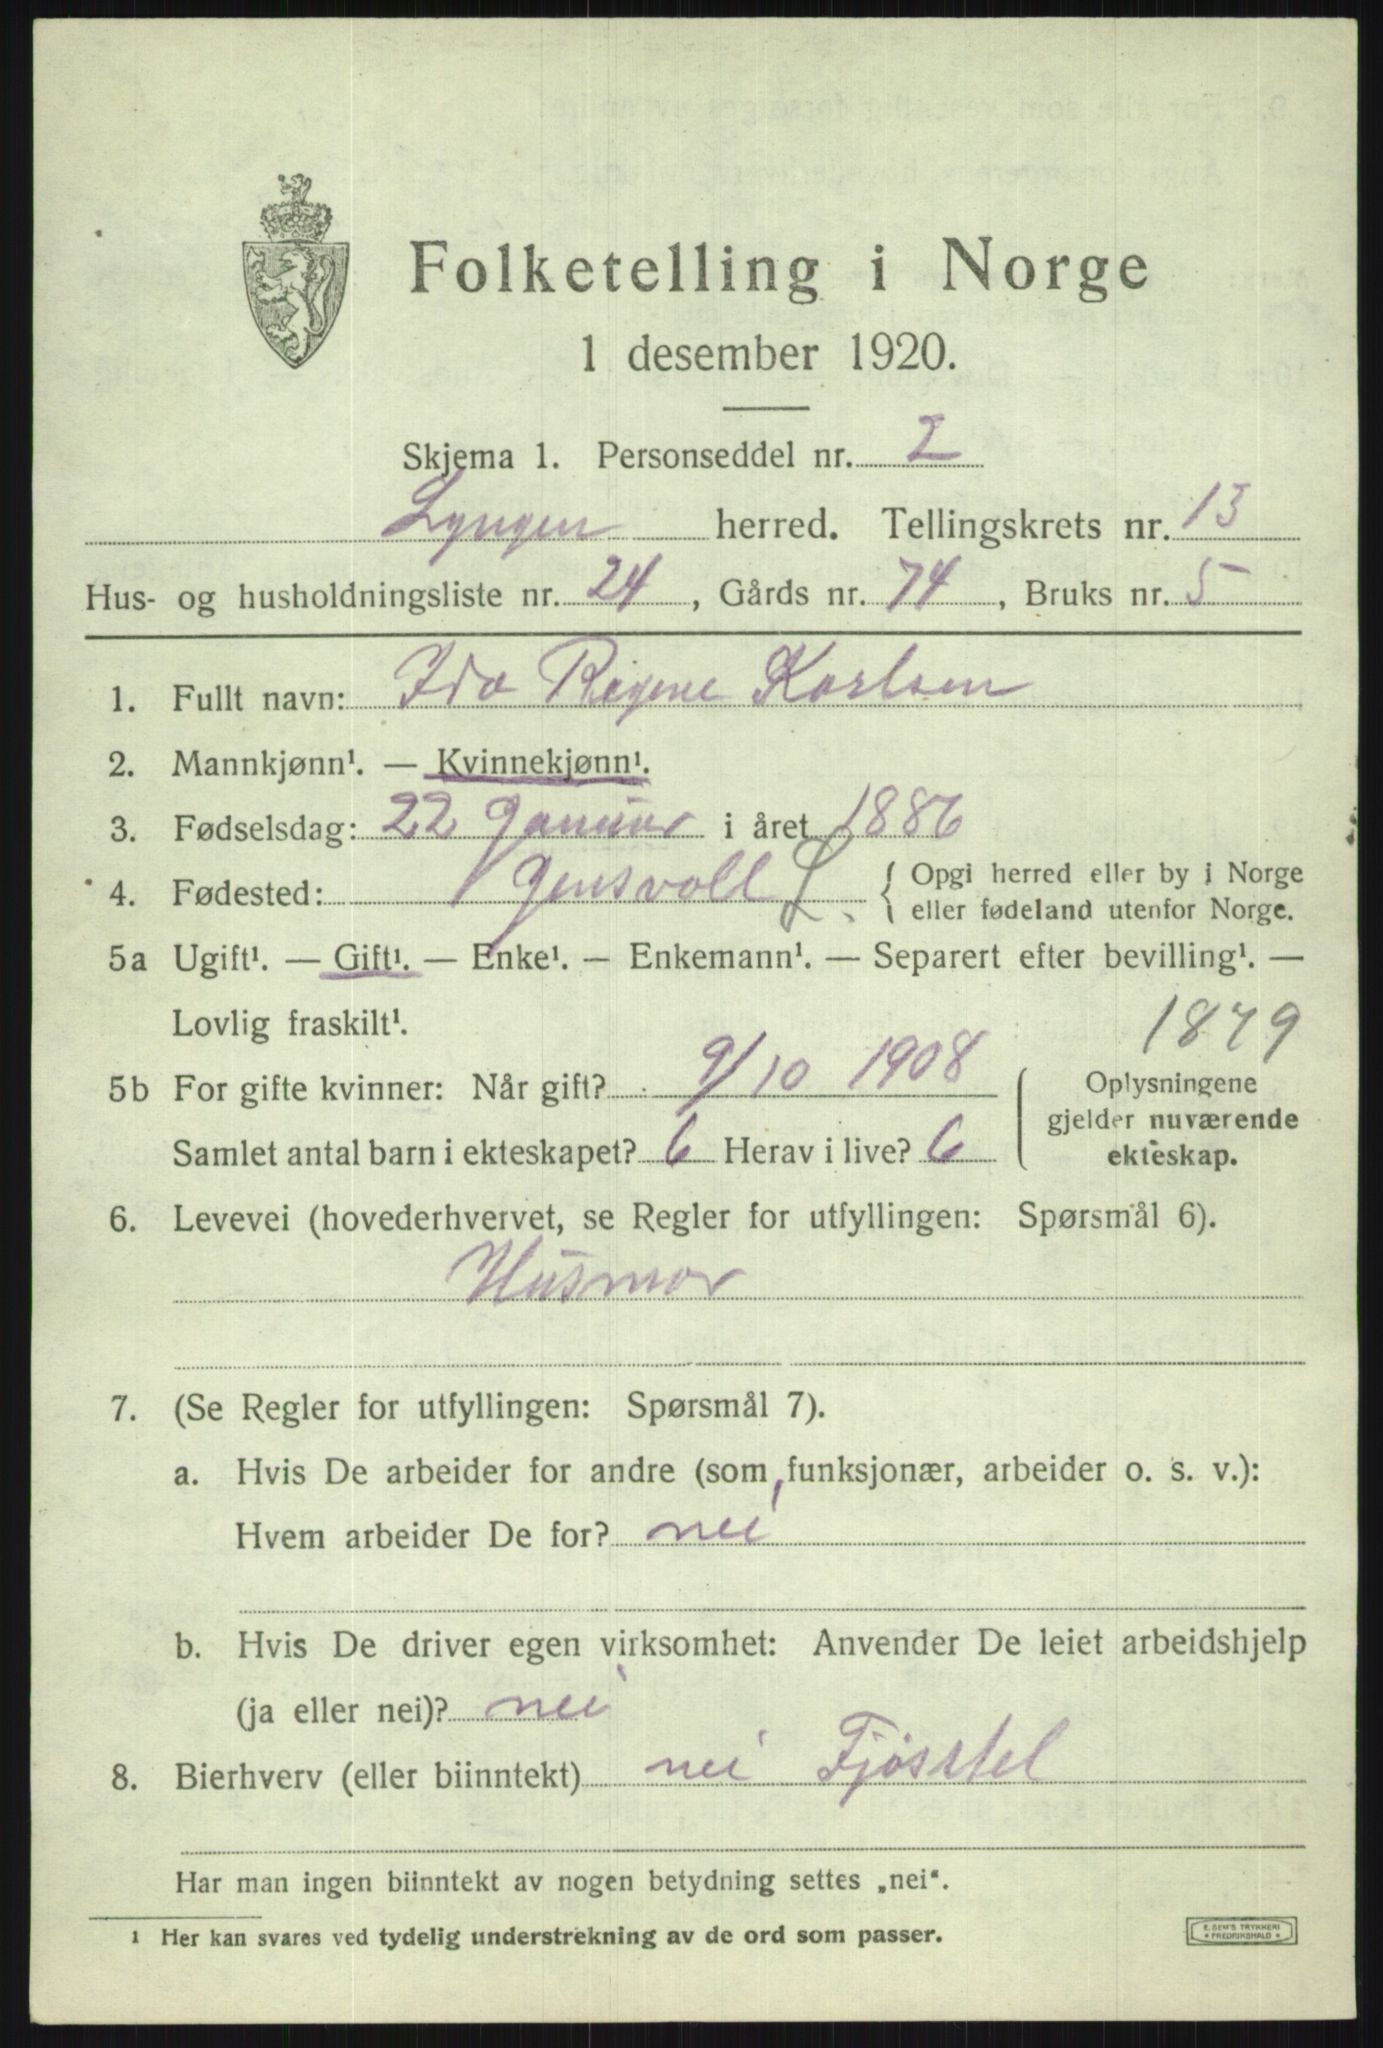 Folketelling i Norge
1 desember 1920.
Skjema 1. Personseddel nr. 2
Lyngen herred. Tellingskrets nr. 13
Hus- og husholdningsliste nr. 24, Gårds nr. 74, Bruks nr. 5
1. Fullt navn: Ida Regine Karlsen
2. Mannkjønn¹. — Kvinnekjønn¹.
3. Fødselsdag: 22 Januar i året 1886
4. Fødested: Jensvoll L. { Opgi herred eller by i Norge
eller fødeland utenfor Norge.
5a Ugift¹. — Gift¹. — Enke¹. — Enkemann¹. — Separert efter bevilling¹. —
Lovlig fraskilt¹.
1879
5b For gifte kvinner: Når gift? 9/10 1908
Samlet antal barn i ekteskapet? 6 Herav i live? 6
Oplysningene
gjelder nuværende
ekteskap.
6. Levevei (hovederhvervet, se Regler for utfyllingen: Spørsmål 6).
Husmor
7. (Se Regler for utfyllingen: Spørsmål 7).
a. Hvis De arbeider for andre (som funksjonær, arbeider o. s. v.):
Hvem arbeider De for? nei
b. Hvis De driver egen virksomhet: Anvender De leiet arbeidshjelp
(ja eller nei)? nei
8. Bierhverv (eller biinntekt) nei Fjøsstel
Har man ingen biinntekt av nogen betydning settes „nei".
¹ Her kan svares ved tydelig understrekning av de ord som passer.
E. SEM'S TRYKKERI
* FREDRIKSHALD *